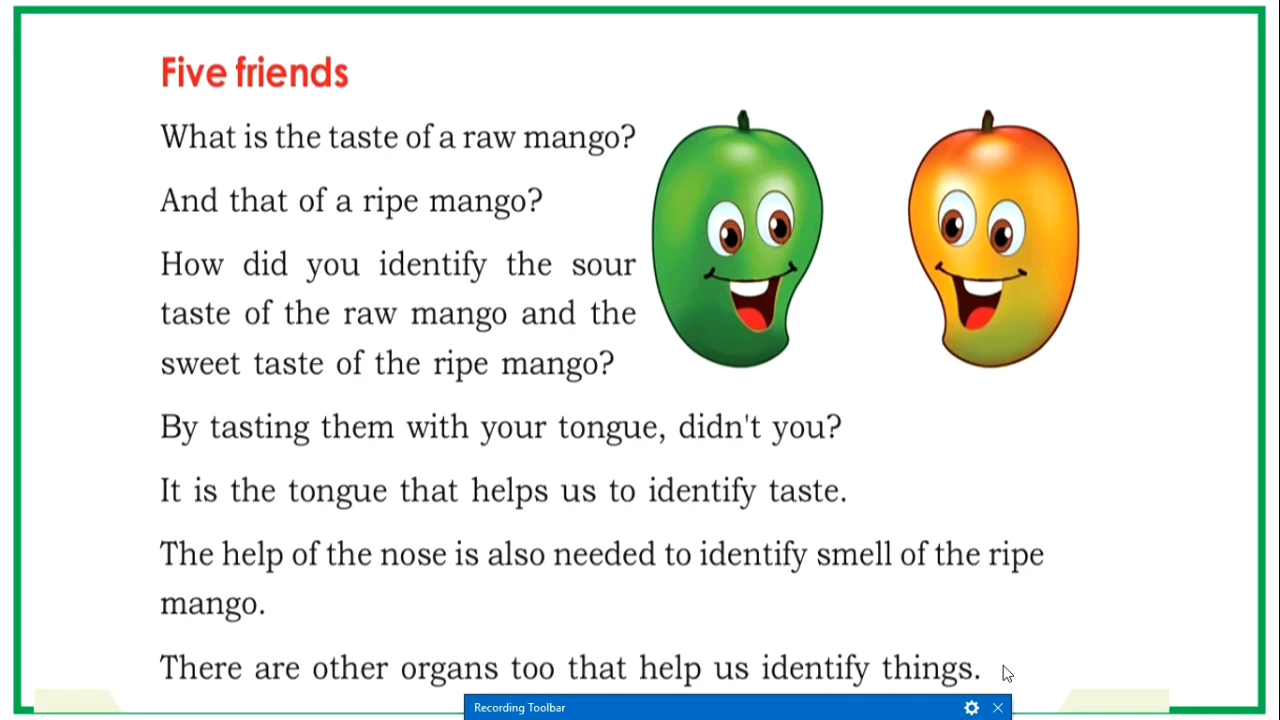 Five friends
What is the taste of a raw mango?
And that of a ripe mango?
How did you identify the sour
taste of the raw mango and the
sweet taste of the ripe mango?
By tasting them with your tongue, didn't you?
It is the tongue that helps us to identify taste.
The help of the nose is also needed to identify smell of the ripe
mango.
There are other organs too that help us identify things.
Recording Toolbar